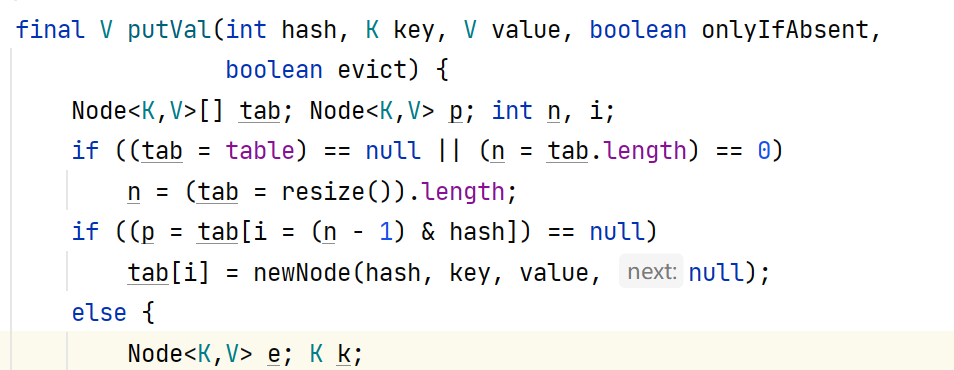 final V putVal(int hash, K key, V value, boolean onlyIfAbsent,
boolean evict) {
Node<K,V>[] tab; Node<K,V> p; int n, i;
if ((tab = table) == null || (n = tab.length) == 0)
n = (tab = resize()).length;
if ((p = tab[i = (n - 1) & hash]) == null)
tab[i] = newNode(hash, key, value, next: null);
else {
Node<K,V> e; K k;